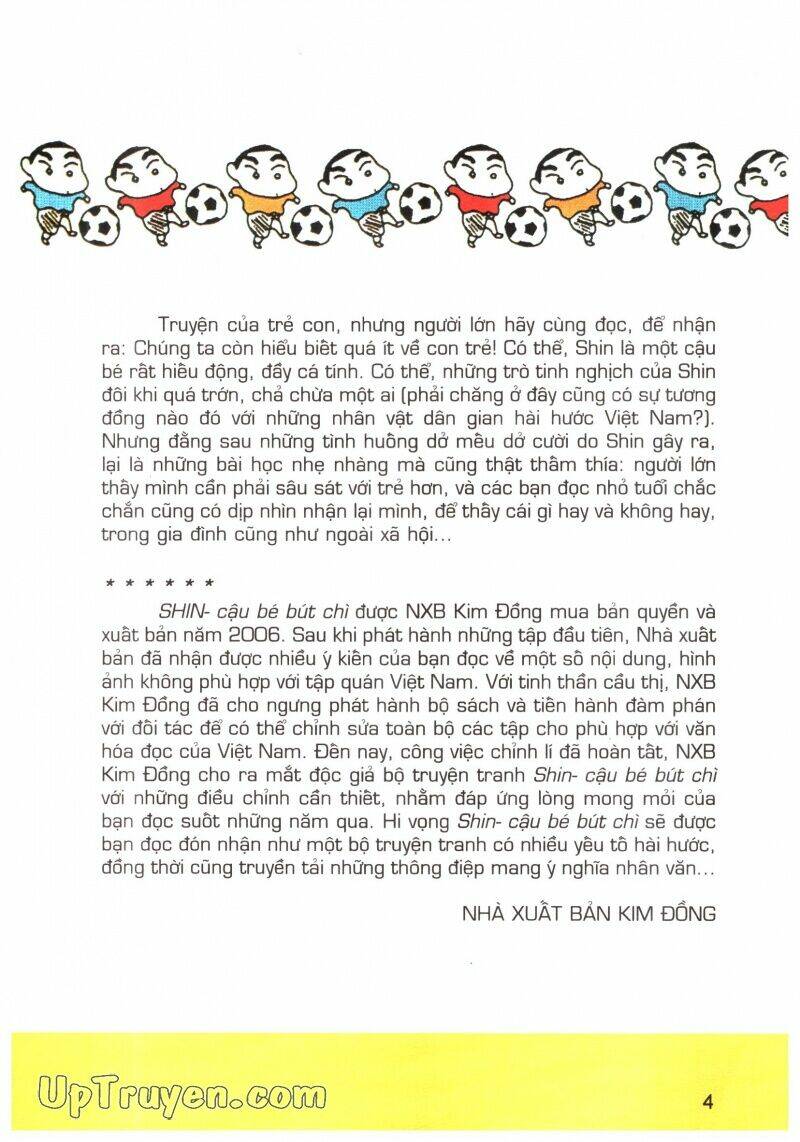 Truyện của trẻ con, nhưng người lớn hãy cùng đọc, để nhận
ra: Chúng ta còn hiểu biết quá ít về con trẻ! Có thể, Shin là một cậu
bé rất hiếu động, đầy cá tính. Có thể, những trò tinh nghịch của Shin
đôi khi quá trớn, chả chừa một ai (phải chăng ở đây cũng có sự tương
đồng nào đó với những nhân vật dân gian hài hước Việt Nam?).
Nhưng đằng sau những tình huống dở mếu dở cười do Shin gây ra,
lại là những bài học nhẹ nhàng mà cũng thật thấm thía: người lớn
thấy mình cần phải sâu sát với trẻ hơn, và các bạn đọc nhỏ tuổi chắc
chắn cũng có dịp nhìn nhận lại mình, để thấy cái gì hay và không hay,
trong gia đình cũng như ngoài xã hội...
* * * * * *
SHIN- cậu bé bút chì được NXB Kim Đồng mua bản quyền và
xuất bản năm 2006. Sau khi phát hành những tập đầu tiên, Nhà xuất
bản đã nhận được nhiều ý kiến của bạn đọc về một số nội dung, hình
ảnh không phù hợp với tập quán Việt Nam. Với tinh thần cầu thị, NXB
Kim Đồng đã cho ngưng phát hành bộ sách và tiến hành đàm phán
với đối tác để có thể chỉnh sửa toàn bộ các tập cho phù hợp với văn
hóa đọc của Việt Nam. Đến nay, công việc chỉnh lí đã hoàn tất, NXB
Kim Đồng cho ra mắt độc giả bộ truyện tranh Shin- cậu bé bút chì
với những điều chỉnh cần thiết, nhằm đáp ứng lòng mong mỏi của
bạn đọc suốt những năm qua. Hi vọng Shin- cậu bé bút chì sẽ được
bạn đọc đón nhận như một bộ truyện tranh có nhiều yếu tố hài hước,
đồng thời cũng truyền tải những thông điệp mang ý nghĩa nhân văn...
NHÀ XUẤT BẢN KIM ĐỒNG
UpTruyen.com
4